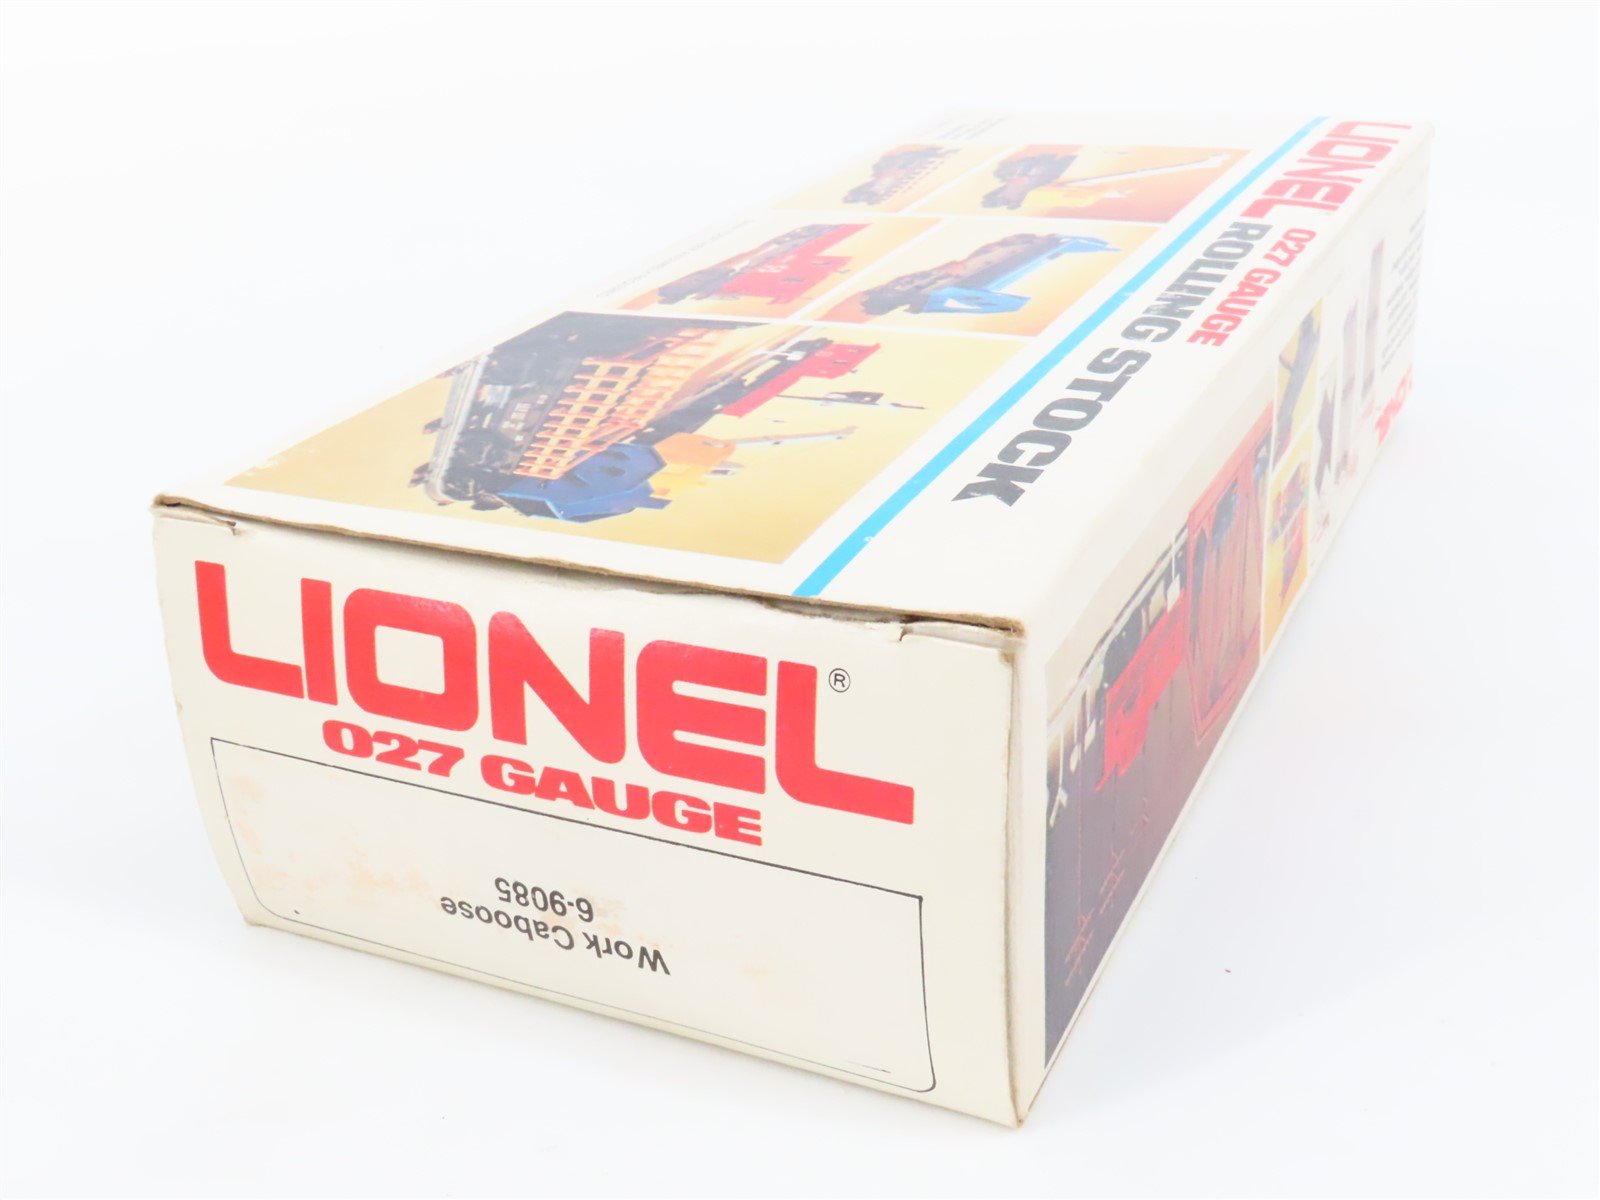 LIONEL
027 GAUGE
ROLLING STOCK
LIONEL®
027 GAUGE
Work Caboose
6-9085